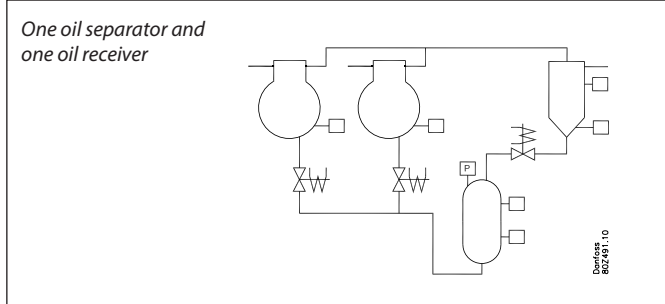 One oil separator and
one oil receiver
P
Danfoss
80Z491.10